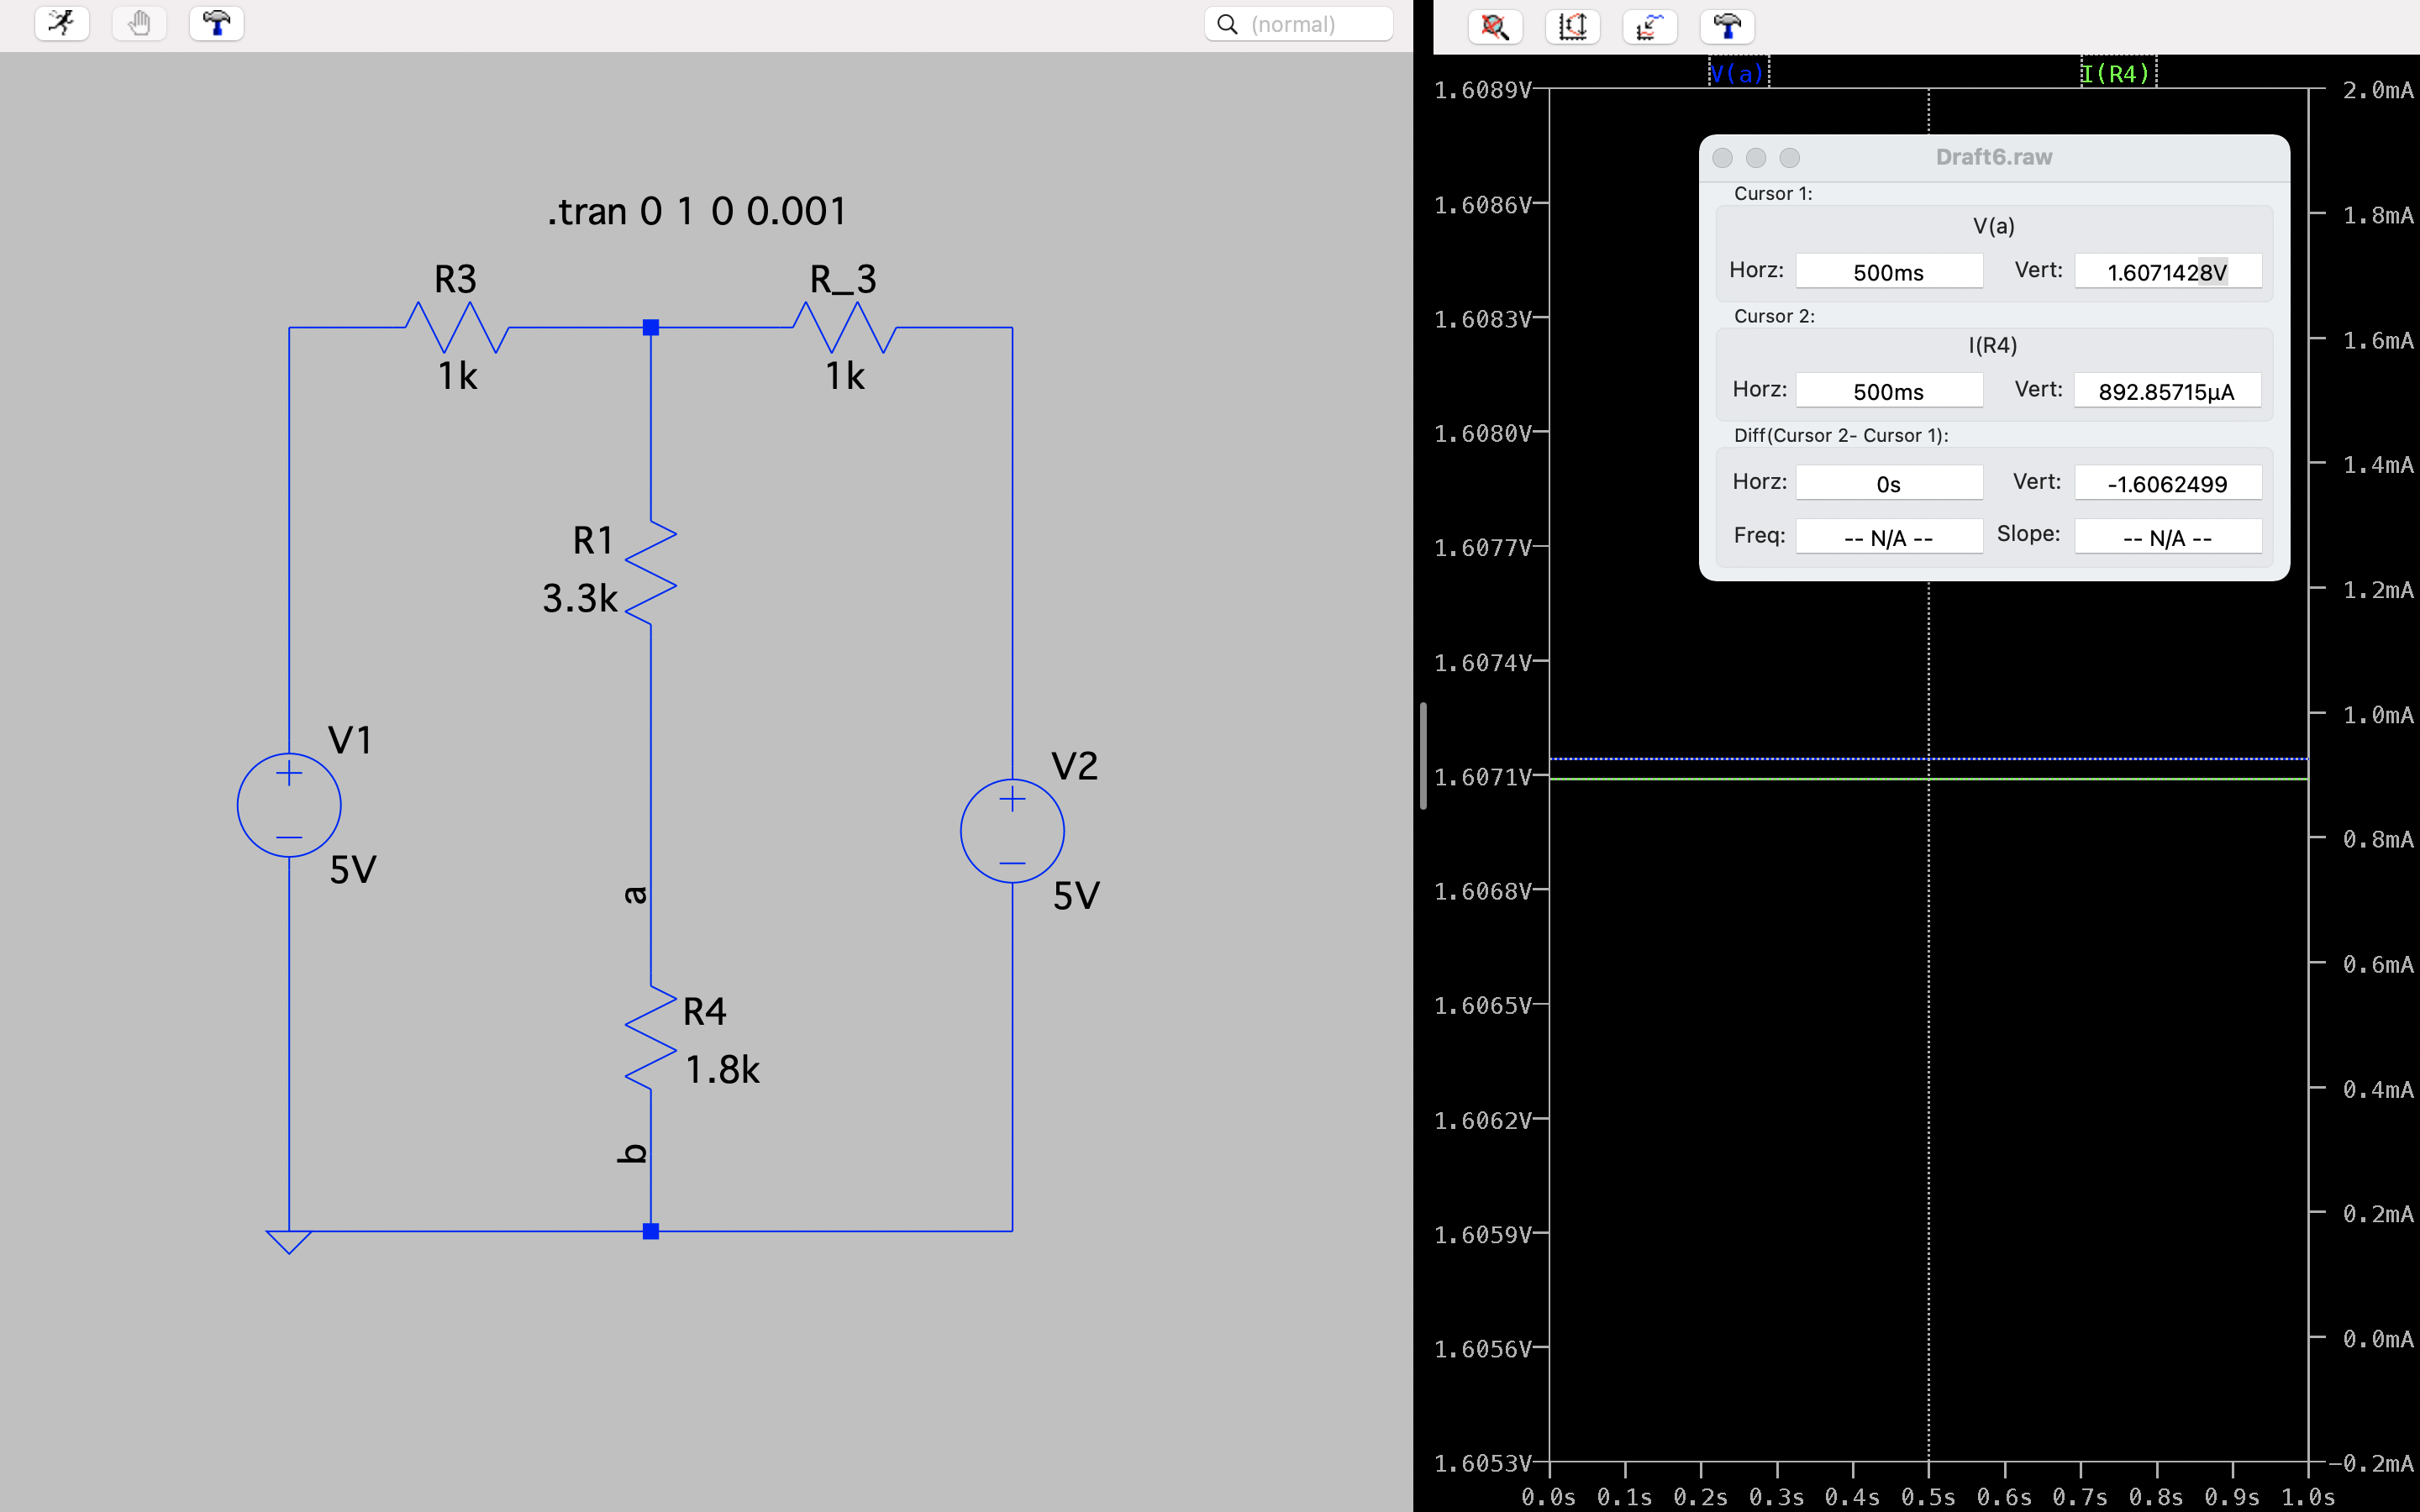 (normal)
.tran 0 1 0 0.001
R3
R_3
1k
1k
R1
3.3k
V1
5V
V2
5V
a
R4
1.8k
b
V(a)
I(R4)
1.6089V
1.6086V
1.6083V
1.6080V
1.6077V
1.6074V
1.6071V
1.6068V
1.6065V
1.6062V
1.6059V
1.6056V
1.6053V
Draft6.raw
Cursor 1:
V(a)
Horz: 500ms Vert: 1.6071428V
Cursor 2:
I(R4)
Horz: 500ms Vert: 892.85715µA
Diff(Cursor 2- Cursor 1):
Horz: 0s Vert: -1.6062499
Freq: -- N/A -- Slope: -- N/A --
2.0mA
1.8mA
1.6mA
1.4mA
1.2mA
1.0mA
0.8mA
0.6mA
0.4mA
0.2mA
0.0mA
-0.2mA
0.0s 0.1s 0.2s 0.3s 0.4s 0.5s 0.6s 0.7s 0.8s 0.9s 1.0s